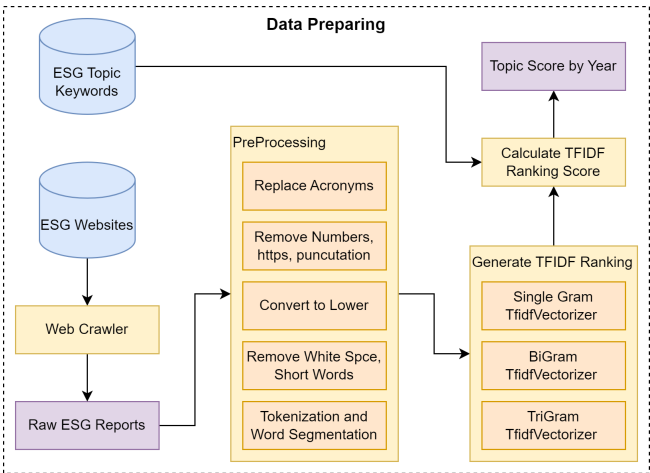 Data Preparing
ESG Topic
Keywords
Topic Score by Year
Calculate TFIDF
Ranking Score
ESG Websites
Web Crawler
Raw ESG Reports
PreProcessing
Replace Acronyms
Remove Numbers,
https, puncutation
Convert to Lower
Remove White Spce,
Short Words
Tokenization and
Word Segmentation
Generate TFIDF Ranking
Single Gram
TfidfVectorizer
BiGram
TfidfVectorizer
TriGram
TfidfVectorizer